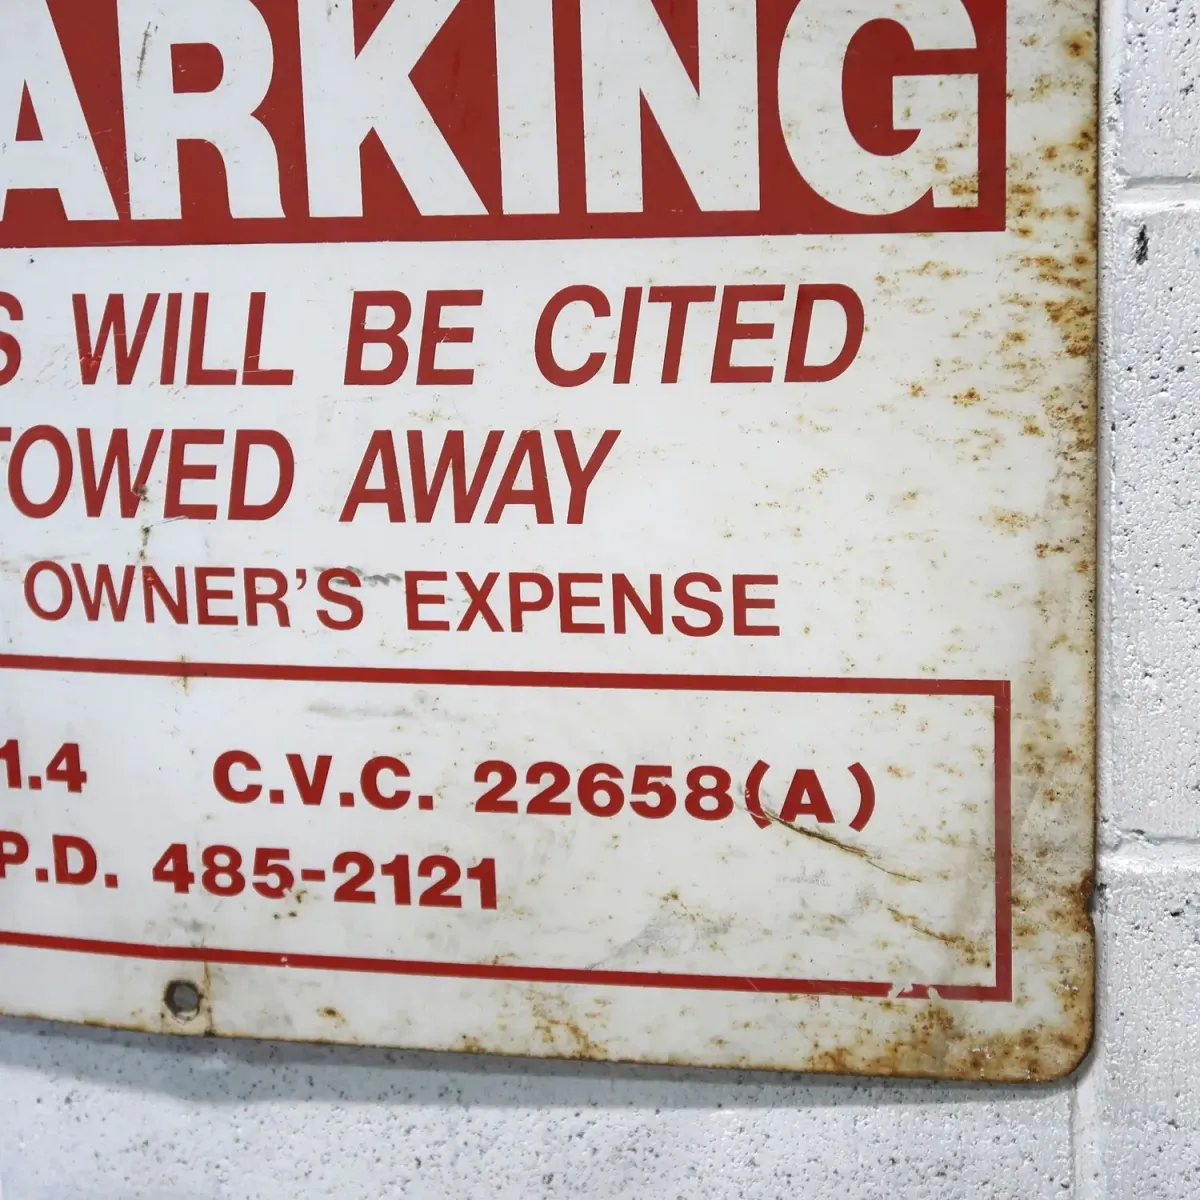 ARKING
S WILL BE CITED
TOWED AWAY
OWNER'S EXPENSE
1.4 C.V.C. 22658(A)
P.D. 485-2121